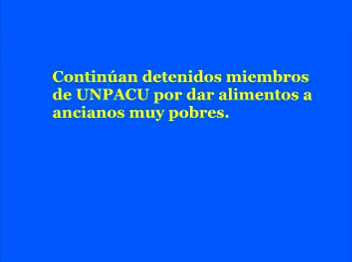 Continúan detenidos miembros
de UNPACU por dar alimentos a
ancianos muy pobres.